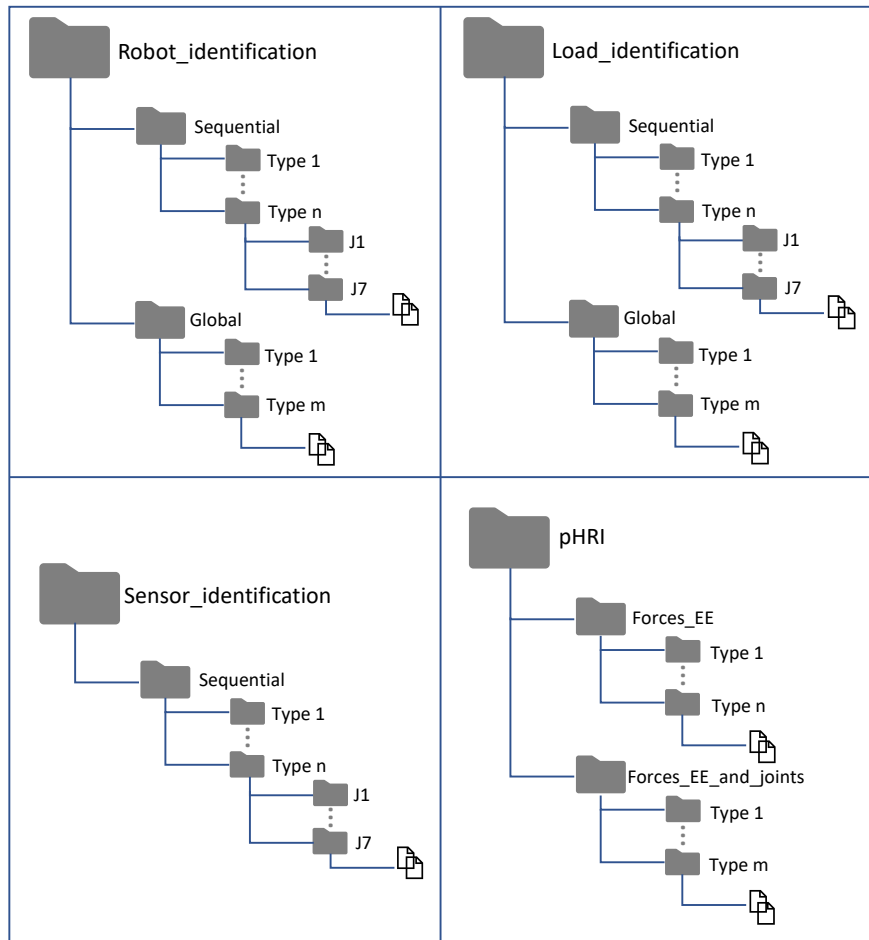 Robot_identification
Sequential
Type 1
Type n
J1
J7
Global
Type 1
Type m
Load_identification
Sequential
Type 1
Type n
J1
J7
Global
Type 1
Type m
Sensor_identification
Sequential
Type 1
Type n
J1
J7
pHRI
Forces_EE
Type 1
Type n
Forces_EE_and_joints
Type 1
Type m